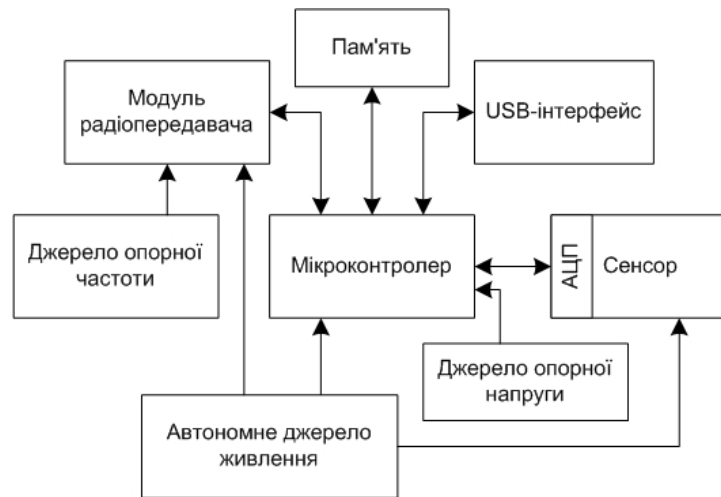 Пам'ять
Модуль
радіопередавача
USB-інтерфейс
Джерело опорної
частоти
Мікроконтролер
АЦП
Сенсор
Джерело опорної
напруги
Автономне джерело
живлення